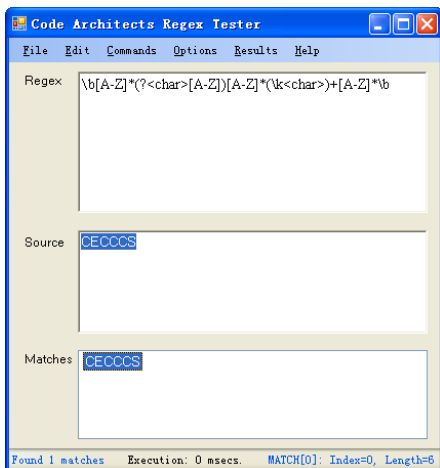 Code Architects Regex Tester
File Edit Commands Options Results Help
Regex
\b[A-Z]*(?<char>[A-Z])[A-Z]*(\k<char>)+[A-Z]*\b
Source
CECCCS
Matches
CECCCS
Found 1 matches Execution: 0 msecs. MATCH[0]: Index=0, Length=6